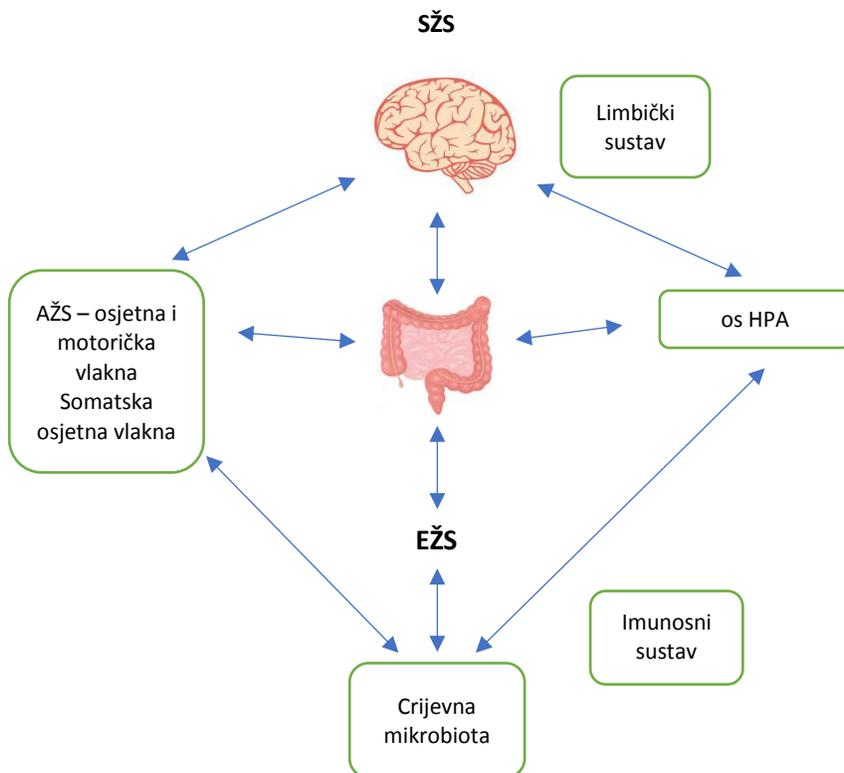 SŽS
Limbički
sustav
AŽS – osjetna i
motorička
vlakna
Somatska
osjetna vlakna
os HPA
EŽS
Imunosni
sustav
Crijevna
mikrobiota